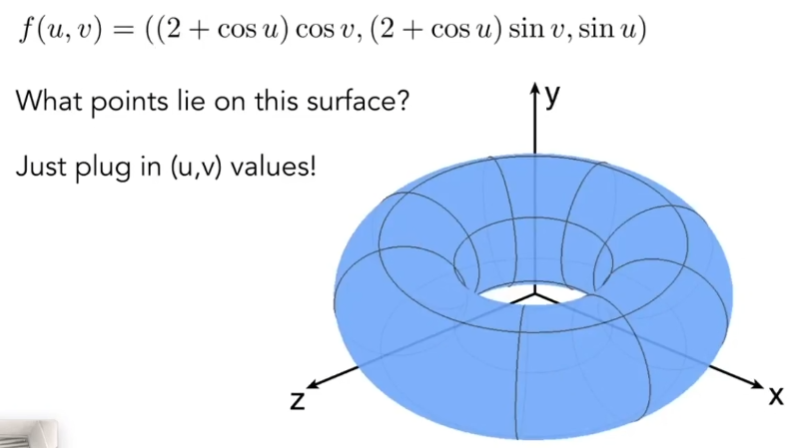 f(u, v) = ((2 + cos u) cos v, (2 + cos u) sin v, sin u)
What points lie on this surface?
Just plug in (u,v) values!
y
z
x